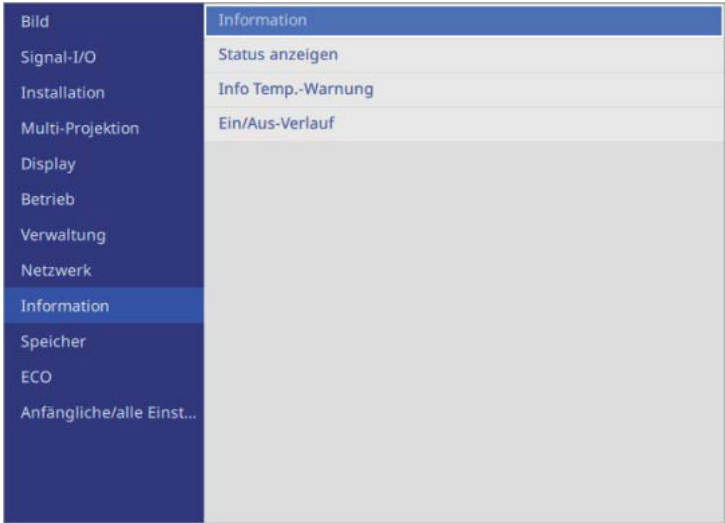 Bild
Signal-I/O
Installation
Multi-Projektion
Display
Betrieb
Verwaltung
Netzwerk
Information
Speicher
ECO
Anfängliche/alle Einst...
Information
Status anzeigen
Info Temp.-Warnung
Ein/Aus-Verlauf